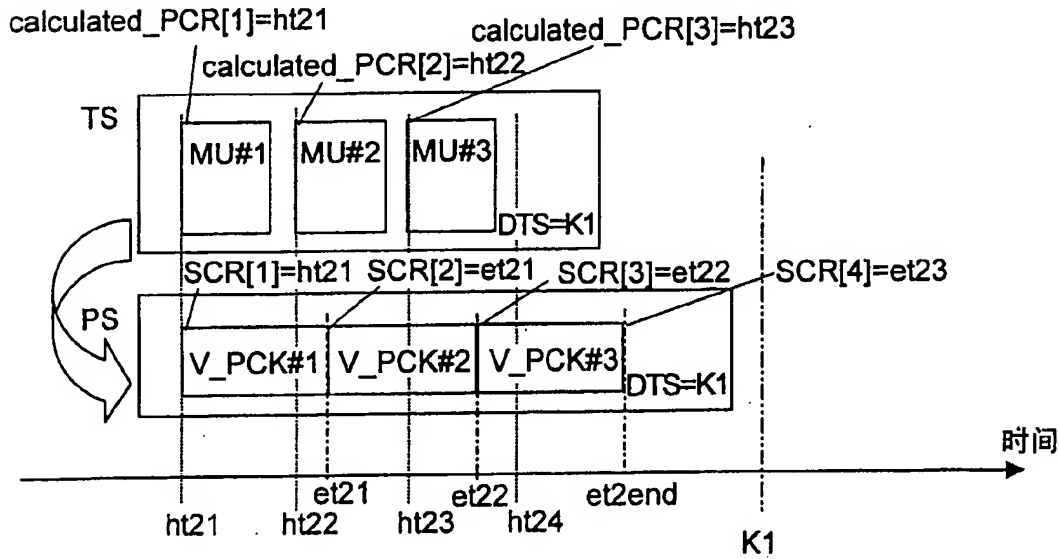 calculated_PCR[1]=ht21
calculated_PCR[3]=ht23
calculated_PCR[2]=ht22
TS
MU#1
MU#2
MU#3
DTS=K1
SCR[1]=ht21
SCR[2]=et21
SCR[3]=et22
SCR[4]=et23
PS
V_PCK#1
V_PCK#2
V_PCK#3
DTS=K1
时间
et21
et22
et2end
ht21
ht22
ht23
ht24
K1